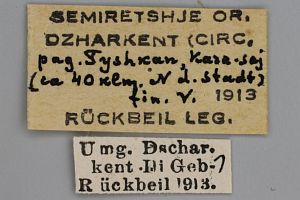 SEMIRETSHJE OR.
DZHARKENT (CIRC.
pag. Tyshkan, Kara-saj
(ca 40 klm. N d. stadt)
fin. V. 1913
RÜCKBEIL LEG.
Umg. Dschar.
kent Ili Geb-
Rückbeil 1913.